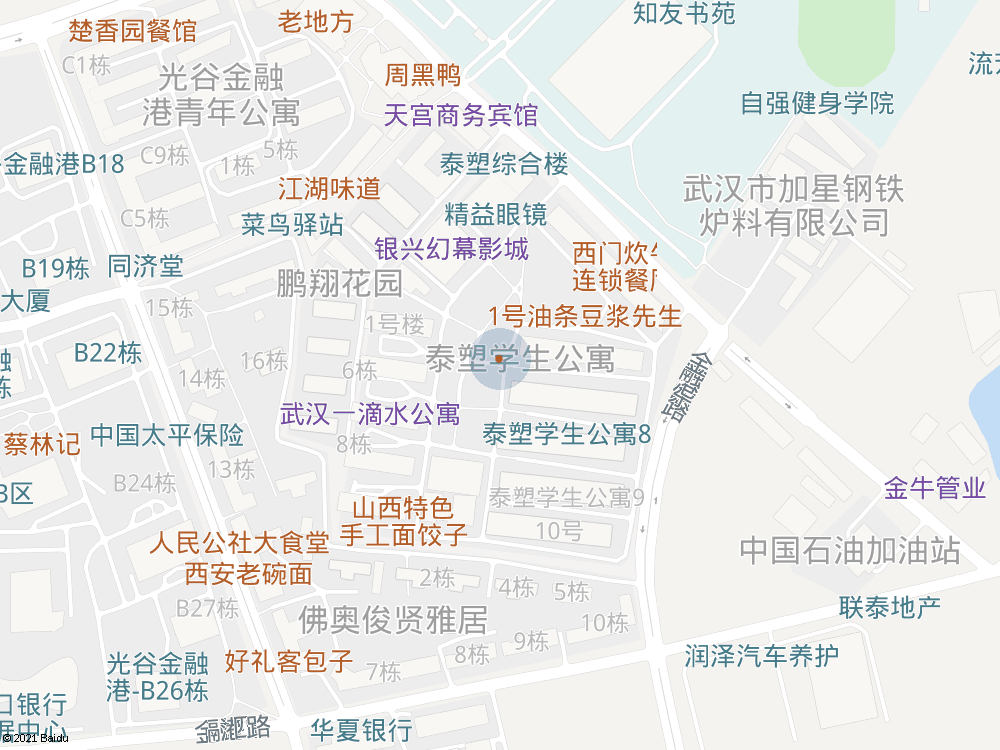 知友书苑
老地方
楚香园餐馆
C1栋
光谷金融
港青年公寓
周黑鸭
天宫商务宾馆
自强健身学院
C9栋
1栋
5栋
金融港B18
泰塑综合楼
江湖味道
武汉市加星钢铁
炉料有限公司
C5栋
菜鸟驿站
精益眼镜
银兴幻幕影城
西门炊
连锁餐
B19栋
同济堂
鹏翔花园
大厦
15栋
1号楼
1号油条豆浆先生
B22栋
16栋
6栋
泰塑学生公寓
14栋
栋
武汉一滴水公寓
蔡林记
中国太平保险
8栋
泰塑学生公寓8
B24栋
13栋
B区
泰塑学生公寓9
金牛管业
山西特色
手工面饺子
10号
人民公社大食堂
西安老碗面
中国石油加油站
2栋
4栋
5栋
B27栋
佛奥俊贤雅居
联泰地产
10栋
9栋
8栋
光谷金融
港-B26栋
好礼客包子
7栋
润泽汽车养护
口银行
据中心
华夏银行
© 2021 Baidu